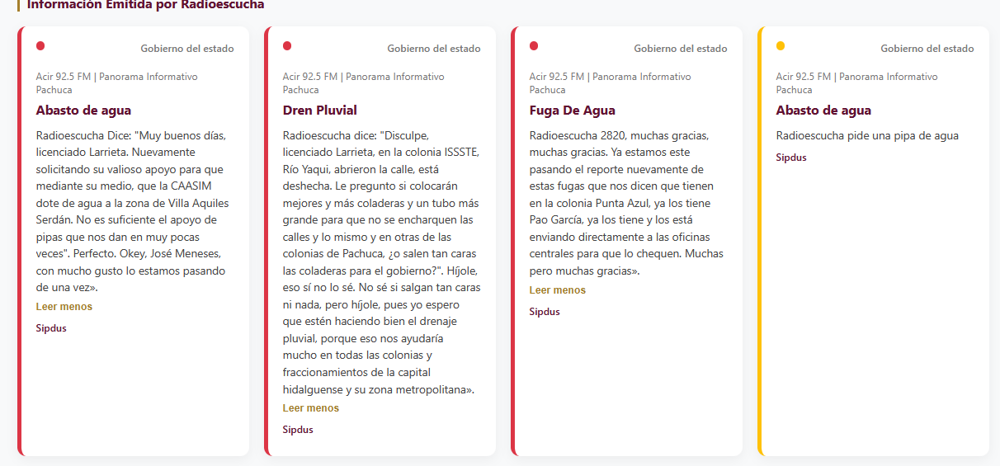 Información Emitida por Radioescucha
Gobierno del estado
Acir 92.5 FM | Panorama Informativo
Pachuca
Abasto de agua
Radioescucha Dice: "Muy buenos días,
licenciado Larrieta. Nuevamente
solicitando su valioso apoyo para que
mediante su medio, que la CAASIM
dote de agua a la zona de Villa Aquiles
Serdán. No es suficiente el apoyo de
pipas que nos dan en muy pocas
veces". Perfecto. Okey, José Meneses,
con mucho gusto lo estamos pasando
de una vez».
Leer menos
Sipdus
Gobierno del estado
Acir 92.5 FM | Panorama Informativo
Pachuca
Dren Pluvial
Radioescucha dice: "Disculpe,
licenciado Larrieta, en la colonia ISSSTE,
Río Yaqui, abrieron la calle, está
deshecha. Le pregunto si colocarán
mejores y más coladeras y un tubo más
grande para que no se encharquen las
calles y lo mismo y en otras de las
colonias de Pachuca, ¿o salen tan caras
las coladeras para el gobierno?". Híjole,
eso sí no lo sé. No sé si salgan tan caras
ni nada, pero híjole, pues yo espero
que estén haciendo bien el drenaje
pluvial, porque eso nos ayudaría
mucho en todas las colonias y
fraccionamientos de la capital
hidalguense y su zona metropolitana».
Leer menos
Sipdus
Gobierno del estado
Acir 92.5 FM | Panorama Informativo
Pachuca
Fuga De Agua
Radioescucha 2820, muchas gracias,
muchas gracias. Ya estamos este
pasando el reporte nuevamente de
estas fugas que nos dicen que tienen
en la colonia Punta Azul, ya los tiene
Pao García, ya los tiene y los está
enviando directamente a las oficinas
centrales para que lo chequen. Muchas
pero muchas gracias».
Leer menos
Sipdus
Gobierno del estado
Acir 92.5 FM | Panorama Informativo
Pachuca
Abasto de agua
Radioescucha pide una pipa de agua
Sipdus